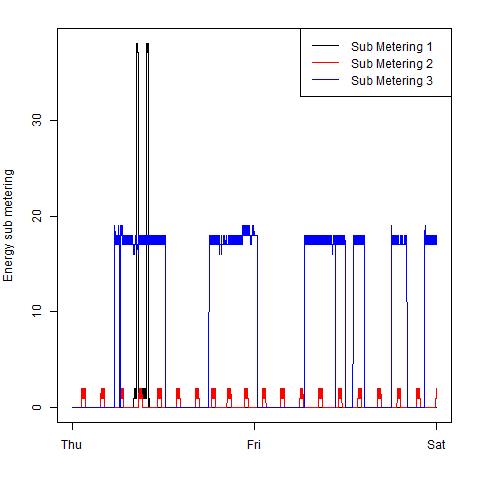 Sub Metering 1
Sub Metering 2
Sub Metering 3
Energy sub metering
30
20
10
0
Thu
Fri
Sat